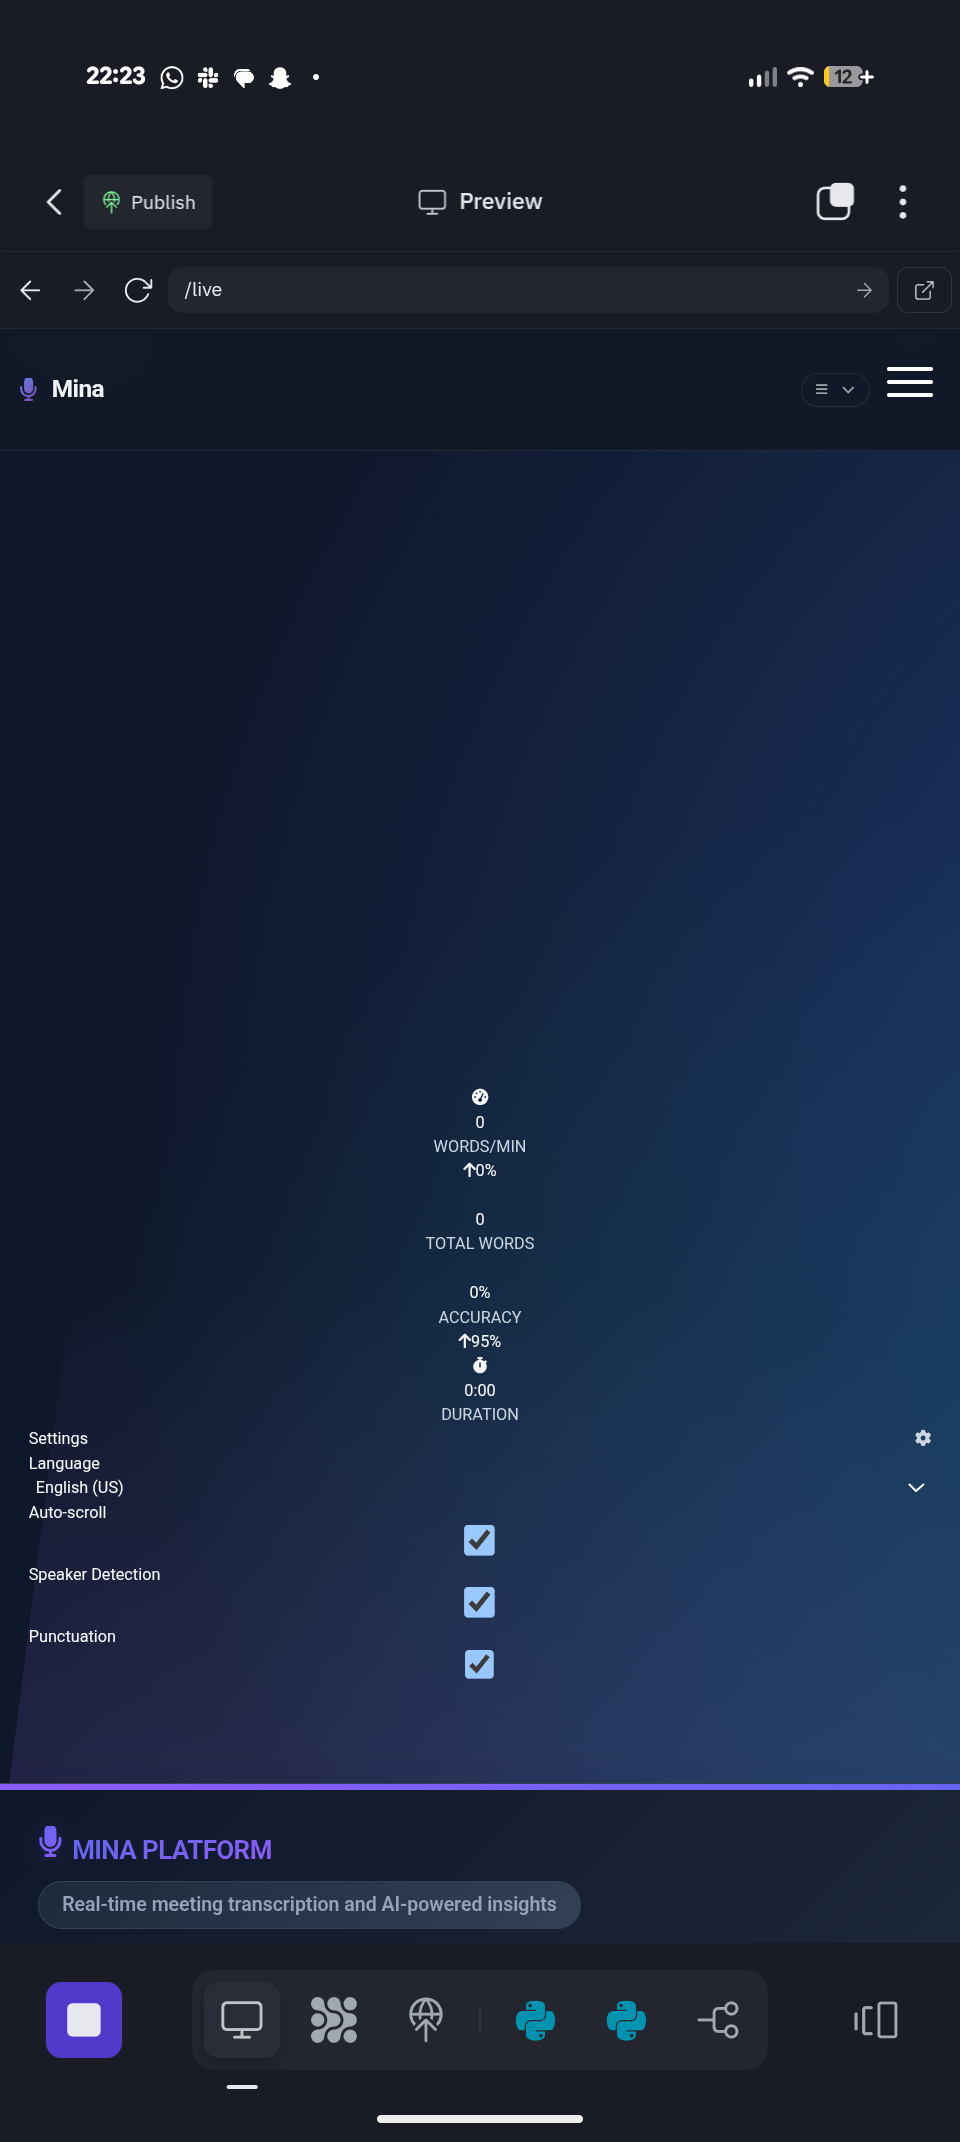 22:23
12+
Publish
Preview
/live
Mina
0
WORDS/MIN
↑0%
0
TOTAL WORDS
0%
ACCURACY
↑95%
0:00
DURATION
Settings
Language
English (US)
Auto-scroll
Speaker Detection
Punctuation
MINA PLATFORM
Real-time meeting transcription and AI-powered insights